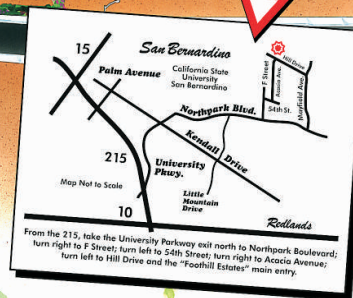 15
San Bernardino
Palm Avenue
California State
University
San Bernardino
F Street
Acacia Ave.
Hill Drive
Mayfield Ave.
54th St.
Northpark Blvd.
Kendall Drive
215
University
Pkwy.
Map Not to Scale
Little
Mountain
Drive
10
Redlands
From the 215, take the University Parkway exit north to Northpark Boulevard;
turn right to F Street; turn left to 54th Street; turn right to Acacia Avenue;
turn left to Hill Drive and the "Foothill Estates" main entry.